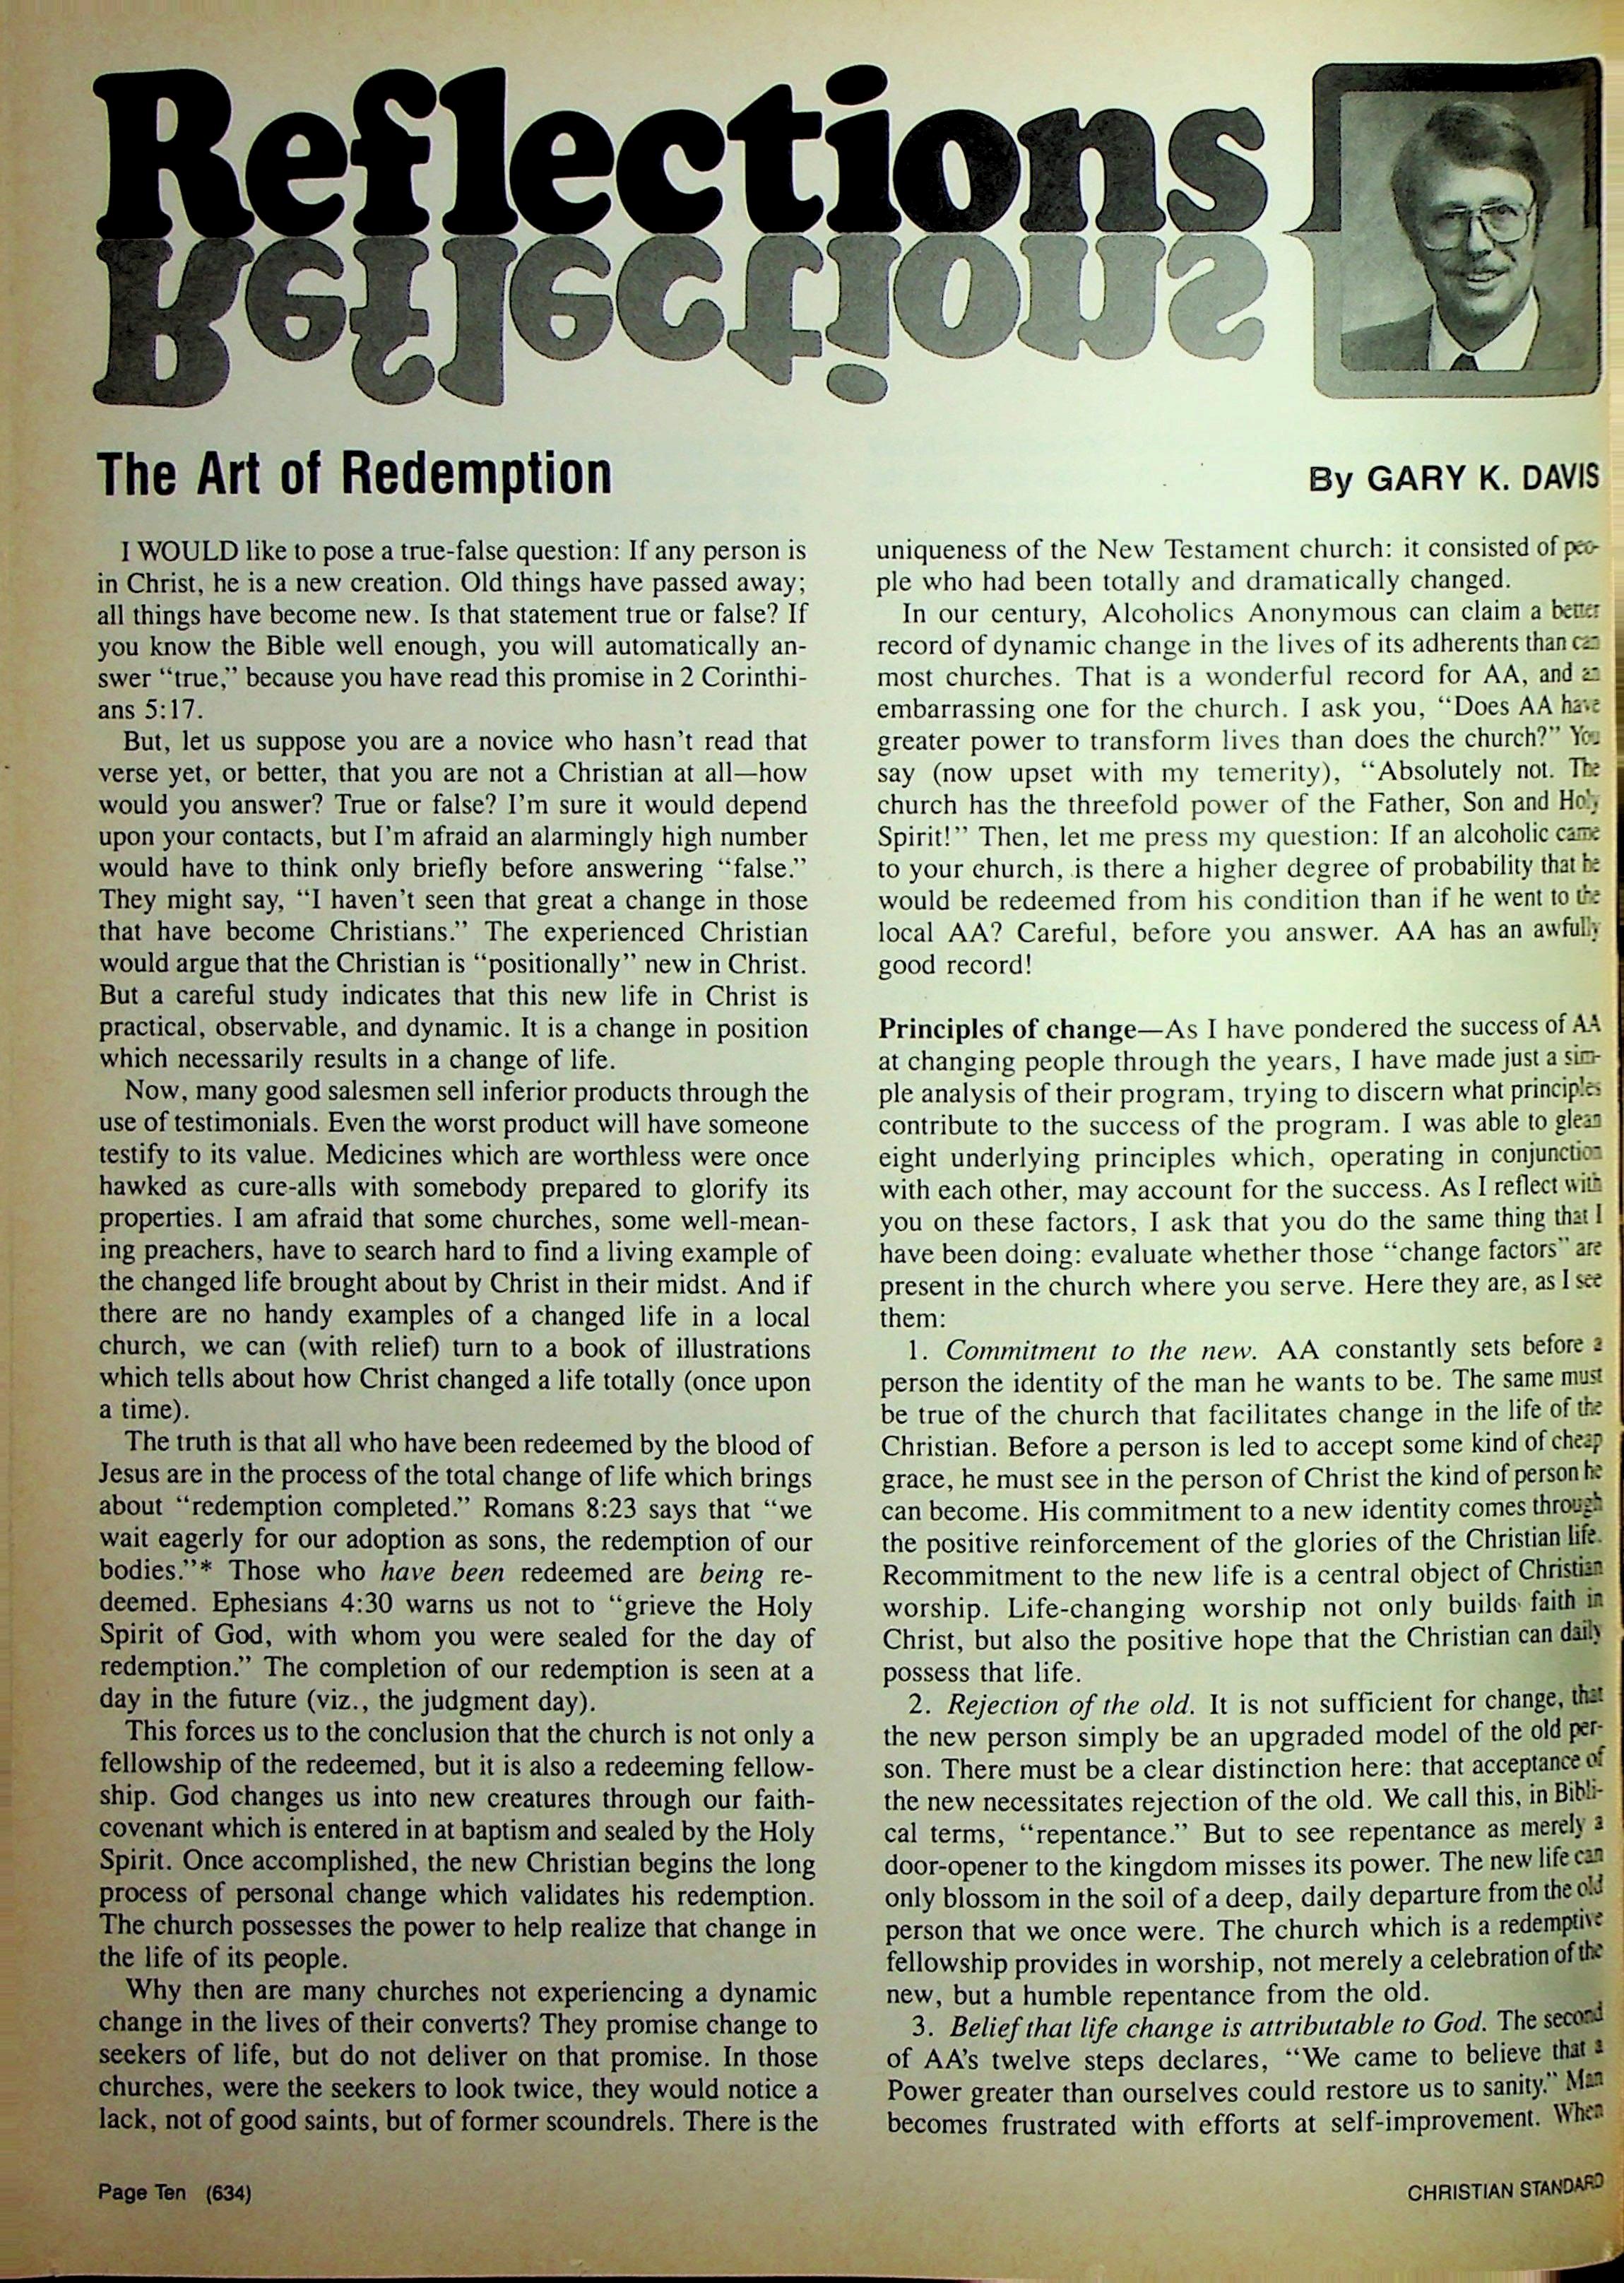 Reflections
The Art of Redemption
By GARY K. DAVIS
I WOULD like to pose a true-false question: If any person is
in Christ, he is a new creation. Old things have passed away;
all things have become new. Is that statement true or false? If
you know the Bible well enough, you will automatically an-
swer “true,” because you have read this promise in 2 Corinthi-
ans 5:17.
But, let us suppose you are a novice who hasn’t read that
verse yet, or better, that you are not a Christian at all—how
would you answer? True or false? I’m sure it would depend
upon your contacts, but I’m afraid an alarmingly high number
would have to think only briefly before answering “false.”
They might say, “I haven’t seen that great a change in those
that have become Christians.” The experienced Christian
would argue that the Christian is “positionally” new in Christ.
But a careful study indicates that this new life in Christ is
practical, observable, and dynamic. It is a change in position
which necessarily results in a change of life.
Now, many good salesmen sell inferior products through the
use of testimonials. Even the worst product will have someone
testify to its value. Medicines which are worthless were once
hawked as cure-alls with somebody prepared to glorify its
properties. I am afraid that some churches, some well-mean-
ing preachers, have to search hard to find a living example of
the changed life brought about by Christ in their midst. And if
there are no handy examples of a changed life in a local
church, we can (with relief) turn to a book of illustrations
which tells about how Christ changed a life totally (once upon
a time).
The truth is that all who have been redeemed by the blood of
Jesus are in the process of the total change of life which brings
about “redemption completed.” Romans 8:23 says that “we
wait eagerly for our adoption as sons, the redemption of our
bodies.”* Those who have been redeemed are being re-
deemed. Ephesians 4:30 warns us not to “grieve the Holy
Spirit of God, with whom you were sealed for the day of
redemption.” The completion of our redemption is seen at a
day in the future (viz., the judgment day).
This forces us to the conclusion that the church is not only a
fellowship of the redeemed, but it is also a redeeming fellow-
ship. God changes us into new creatures through our faith-
covenant which is entered in at baptism and sealed by the Holy
Spirit. Once accomplished, the new Christian begins the long
process of personal change which validates his redemption.
The church possesses the power to help realize that change in
the life of its people.
Why then are many churches not experiencing a dynamic
change in the lives of their converts? They promise change to
seekers of life, but do not deliver on that promise. In those
churches, were the seekers to look twice, they would notice a
lack, not of good saints, but of former scoundrels. There is the
uniqueness of the New Testament church: it consisted of peo-
ple who had been totally and dramatically changed.
In our century, Alcoholics Anonymous can claim a better
record of dynamic change in the lives of its adherents than can
most churches. That is a wonderful record for AA, and an
embarrassing one for the church. I ask you, “Does AA have
greater power to transform lives than does the church?” You
say (now upset with my temerity), “Absolutely not. The
church has the threefold power of the Father, Son and Holy
Spirit!” Then, let me press my question: If an alcoholic came
to your church, is there a higher degree of probability that he
would be redeemed from his condition than if he went to the
local AA? Careful, before you answer. AA has an awfully
good record!
Principles of change—As I have pondered the success of AA
at changing people through the years, I have made just a sim-
ple analysis of their program, trying to discern what principles
contribute to the success of the program. I was able to glean
eight underlying principles which, operating in conjunction
with each other, may account for the success. As I reflect with
you on these factors, I ask that you do the same thing that I
have been doing: evaluate whether those “change factors” are
present in the church where you serve. Here they are, as I see
them:
1. Commitment to the new. AA constantly sets before a
person the identity of the man he wants to be. The same must
be true of the church that facilitates change in the life of the
Christian. Before a person is led to accept some kind of cheap
grace, he must see in the person of Christ the kind of person he
can become. His commitment to a new identity comes through
the positive reinforcement of the glories of the Christian life.
Recommitment to the new life is a central object of Christian
worship. Life-changing worship not only builds faith in
Christ, but also the positive hope that the Christian can daily
possess that life.
2. Rejection of the old. It is not sufficient for change, that
the new person simply be an upgraded model of the old per-
son. There must be a clear distinction here: that acceptance of
the new necessitates rejection of the old. We call this, in Bibli-
cal terms, “repentance.” But to see repentance as merely a
door-opener to the kingdom misses its power. The new life can
only blossom in the soil of a deep, daily departure from the old
person that we once were. The church which is a redemptive
fellowship provides in worship, not merely a celebration of the
new, but a humble repentance from the old.
3. Belief that life change is attributable to God. The second
of AA’s twelve steps declares, “We came to believe that a
Power greater than ourselves could restore us to sanity.” Man
becomes frustrated with efforts at self-improvement. When
Page Ten (634)
CHRISTIAN STANDARD